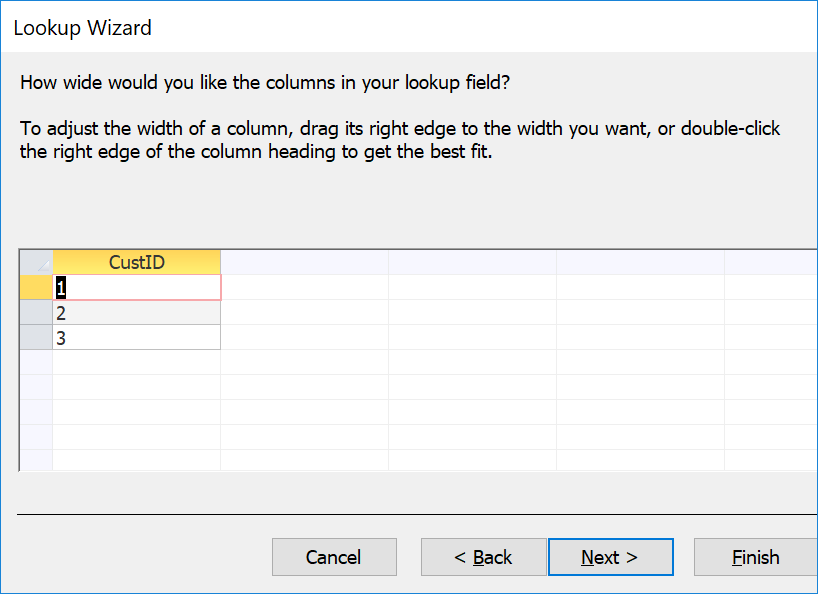 Lookup Wizard
How wide would you like the columns in your lookup field?
To adjust the width of a column, drag its right edge to the width you want, or double-click
the right edge of the column heading to get the best fit.
CustID
1
2
3
Cancel
< Back
Next >
Finish